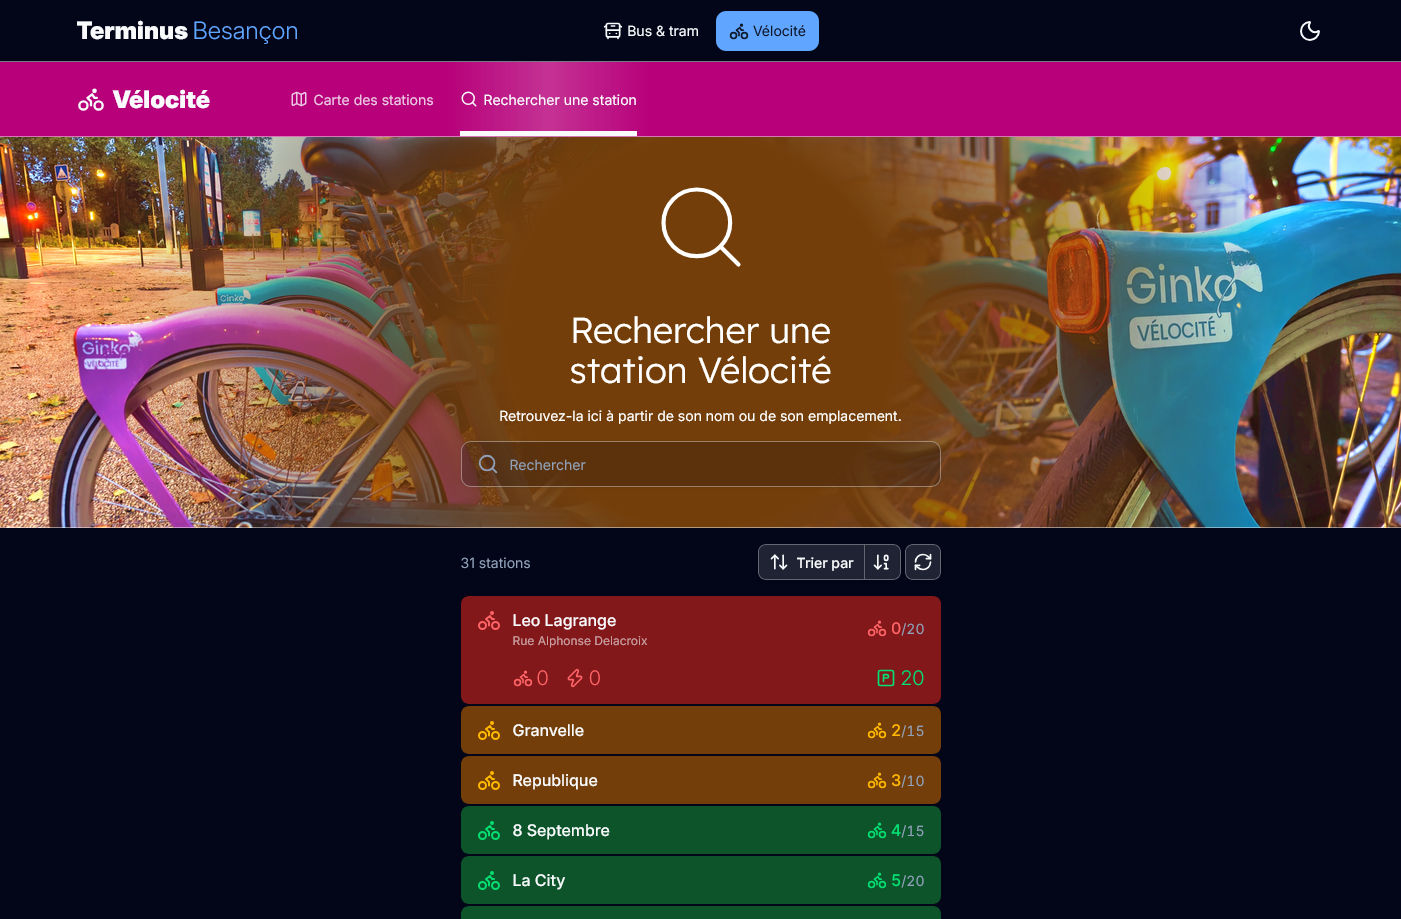 Terminus Besançon
Bus & tram
Vélocité
Vélocité
Carte des stations
Rechercher une station
Ginko
VÉLOCITÉ
Ginko
Ginko
VÉLOCITÉ
Rechercher une
station Vélocité
Retrouvez-la ici à partir de son nom ou de son emplacement.
Rechercher
31 stations
Trier par
Leo Lagrange
0/20
Rue Alphonse Delacroix
0
0
P 20
Granvelle
2/15
Republique
3/10
8 Septembre
4/15
La City
5/20